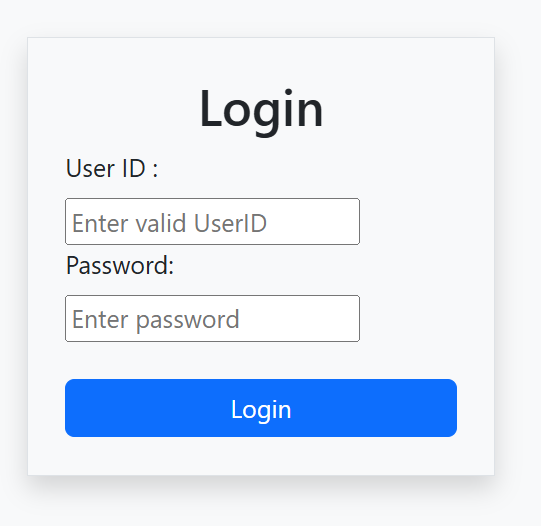 Login
User ID :
Enter valid UserID
Password:
Enter password
Login